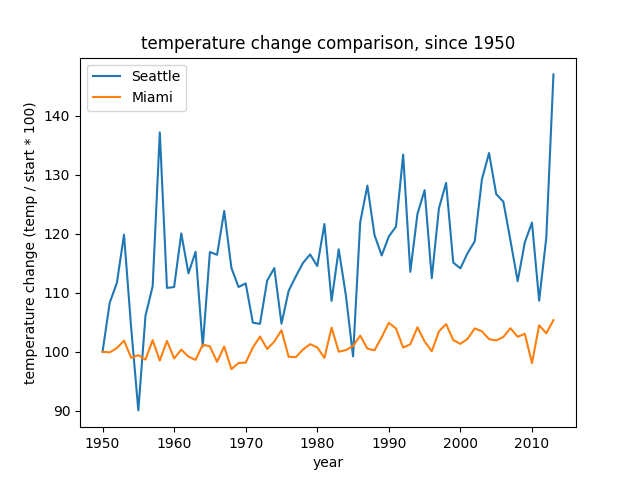 temperature change comparison, since 1950
Seattle
Miami
temperature change (temp / start * 100)
140
130
120
110
100
90
1950 1960 1970 1980 1990 2000 2010
year